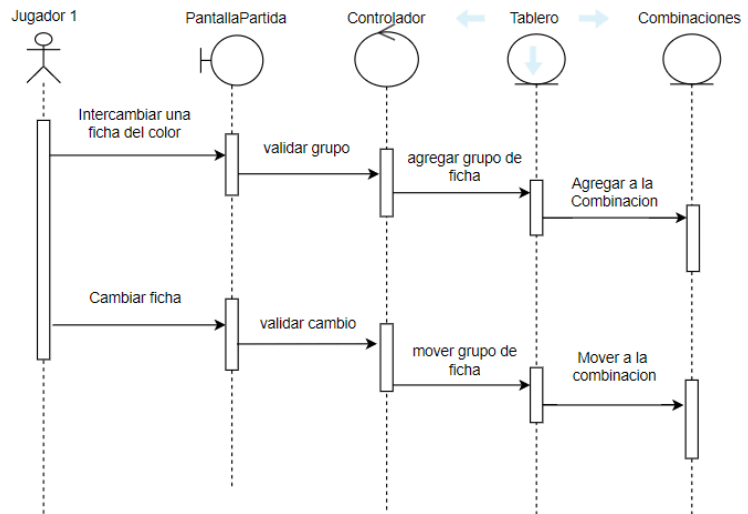 Jugador 1
PantallaPartida
Controlador
Tablero
Combinaciones
Intercambiar una
ficha del color
validar grupo
agregar grupo de
ficha
Agregar a la
Combinacion
Cambiar ficha
validar cambio
mover grupo de
ficha
Mover a la
combinacion